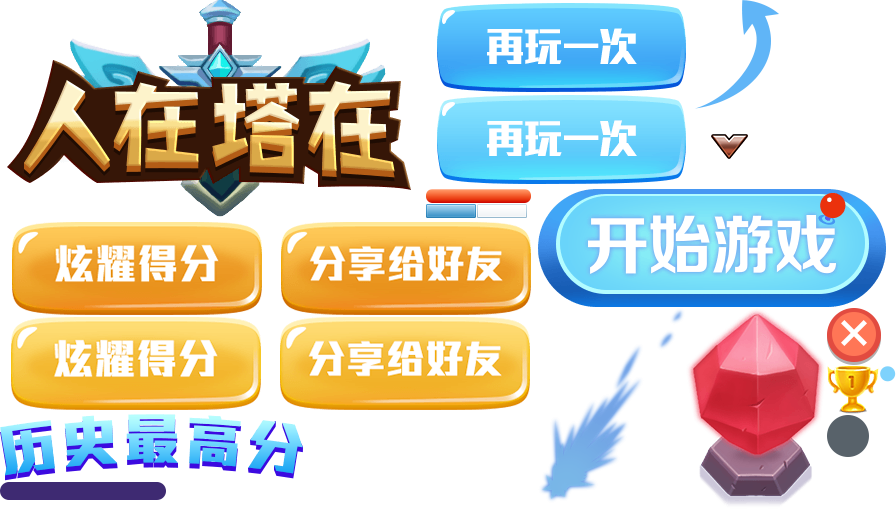 人在塔在
再玩一次
再玩一次
开始游戏
炫耀得分
分享给好友
炫耀得分
分享给好友
1
历史最高分